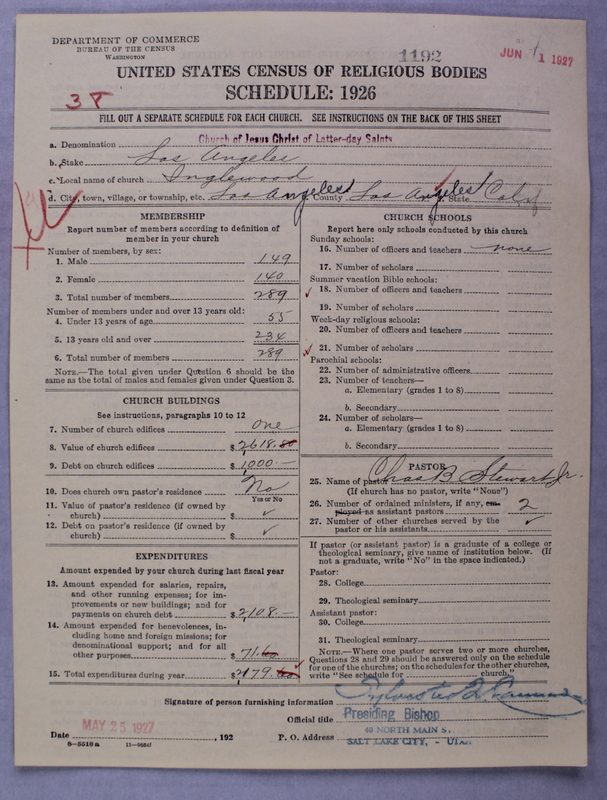 DEPARTMENT OF COMMERCE
BUREAU OF THE CENSUS
WASHINGTON
1192
JUN 1 1927
UNITED STATES CENSUS OF RELIGIOUS BODIES
SCHEDULE: 1926
3 T
FILL OUT A SEPARATE SCHEDULE FOR EACH CHURCH. SEE INSTRUCTIONS ON THE BACK OF THIS SHEET
a. Denomination Church of Jesus Christ of Latter-day Saints
b. Stake Los Angeles
c. Local name of church Inglewood
d. City, town, village, or township, etc. Los Angeles County Los Angeles State Calif
MEMBERSHIP
Report number of members according to definition of
member in your church
Number of members, by sex:
1. Male 149
2. Female 140
3. Total number of members 289
Number of members under and over 13 years old:
4. Under 13 years of age 55
5. 13 years old and over 234
6. Total number of members 289
NOTE.—The total given under Question 6 should be
same as the total of males and females given under Question 3.
CHURCH BUILDINGS
See instructions, paragraphs 10 to 12
7. Number of church edifices One
8. Value of church edifices $2618.80
9. Debt on church edifices $1,000.—
10. Does church own pastor's residence No
Yes or No
11. Value of pastor's residence (if owned by
church) $ ✓
12. Debt on pastor's residence (if owned by
church) $ ✓
EXPENDITURES
Amount expended by your church during last fiscal year
13. Amount expended for salaries, repairs,
and other running expenses; for im-
provements or new buildings; and for
payments on church debt $2108.—
14. Amount expended for benevolences, in-
cluding home and foreign missions; for
denominational support; and for all
other purposes $ 71.60
15. Total expenditures during year $2179.60
CHURCH SCHOOLS
Report here only schools conducted by this church
Sunday schools:
16. Number of officers and teachers none
17. Number of scholars
Summer vacation Bible schools:
18. Number of officers and teachers
19. Number of scholars
Week-day religious schools:
20. Number of officers and teachers
21. Number of scholars
Parochial schools:
22. Number of administrative officers
23. Number of teachers—
a. Elementary (grades 1 to 8)
b. Secondary
24. Number of scholars—
a. Elementary (grades 1 to 8)
b. Secondary
PASTOR
25. Name of pastor Chas B. Stewart Jr.
(If church has no pastor, write "None")
26. Number of ordained ministers, if any, em-
ployed as assistant pastors 2
27. Number of other churches served by the
pastor or his assistants ✓
If pastor (or assistant pastor) is a graduate of a college or
theological seminary, give name of institution below. (If
not a graduate, write "No" in the space indicated.)
Pastor:
28. College
29. Theological seminary
Assistant pastor:
30. College
31. Theological seminary
NOTE.—Where one pastor serves two or more churches,
Questions 28 and 29 should be answered only on the schedule
for one of the churches; on the schedules for the other churches,
write "See schedule for church."
Signature of person furnishing information Sylvester Q. Cannon
Official title Presiding Bishop
MAY 25 1927
Date , 192
P. O. Address 40 NORTH MAIN ST.
SALT LAKE CITY, - UTAH
8—5510 a